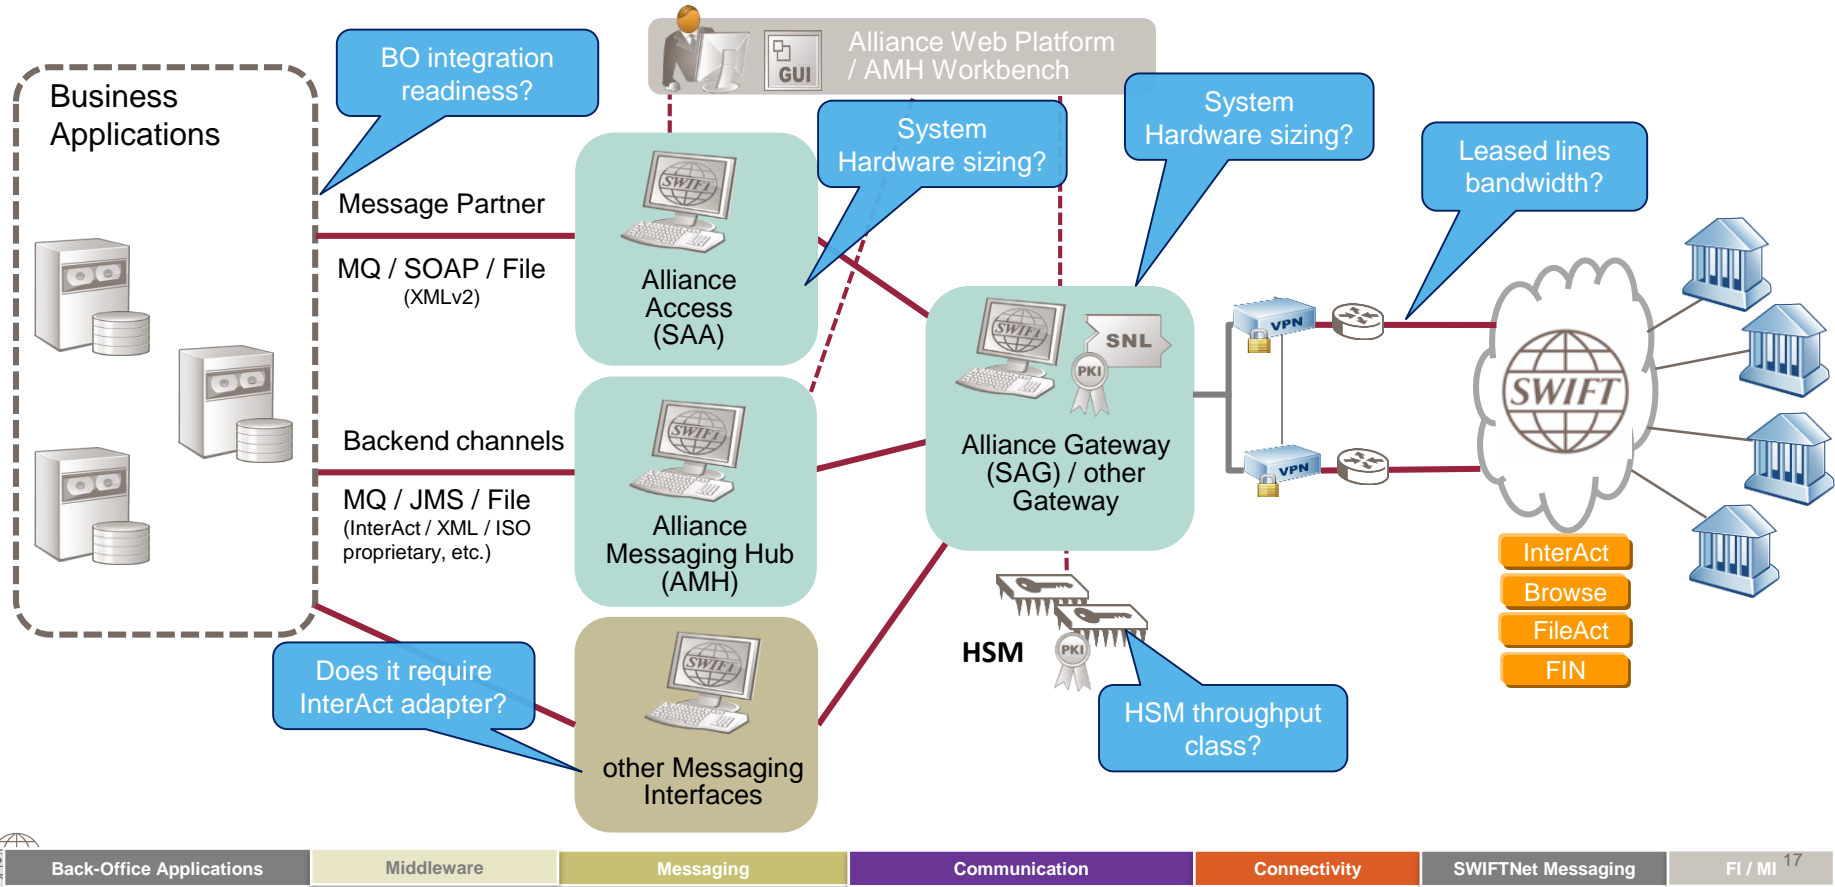 Alliance Web Platform
/ AMH Workbench
GUI
BO integration
readiness?
Business
Applications
System
Hardware sizing?
System
Hardware sizing?
Leased lines
bandwidth?
Message Partner
MQ / SOAP / File
(XMLv2)
SWIFT
Alliance
Access
(SAA)
SWIFT
SNL
PKI
VPN
SWIFT
Backend channels
MQ / JMS / File
(InterAct / XML / ISO
proprietary, etc.)
SWIFT
Alliance
Messaging Hub
(AMH)
Alliance Gateway
(SAG) / other
Gateway
VPN
InterAct
Browse
FileAct
FIN
HSM
PKI
HSM throughput
class?
Does it require
InterAct adapter?
SWIFT
other Messaging
Interfaces
Back-Office Applications
Middleware
Messaging
Communication
Connectivity
SWIFTNet Messaging
FI / MI
17